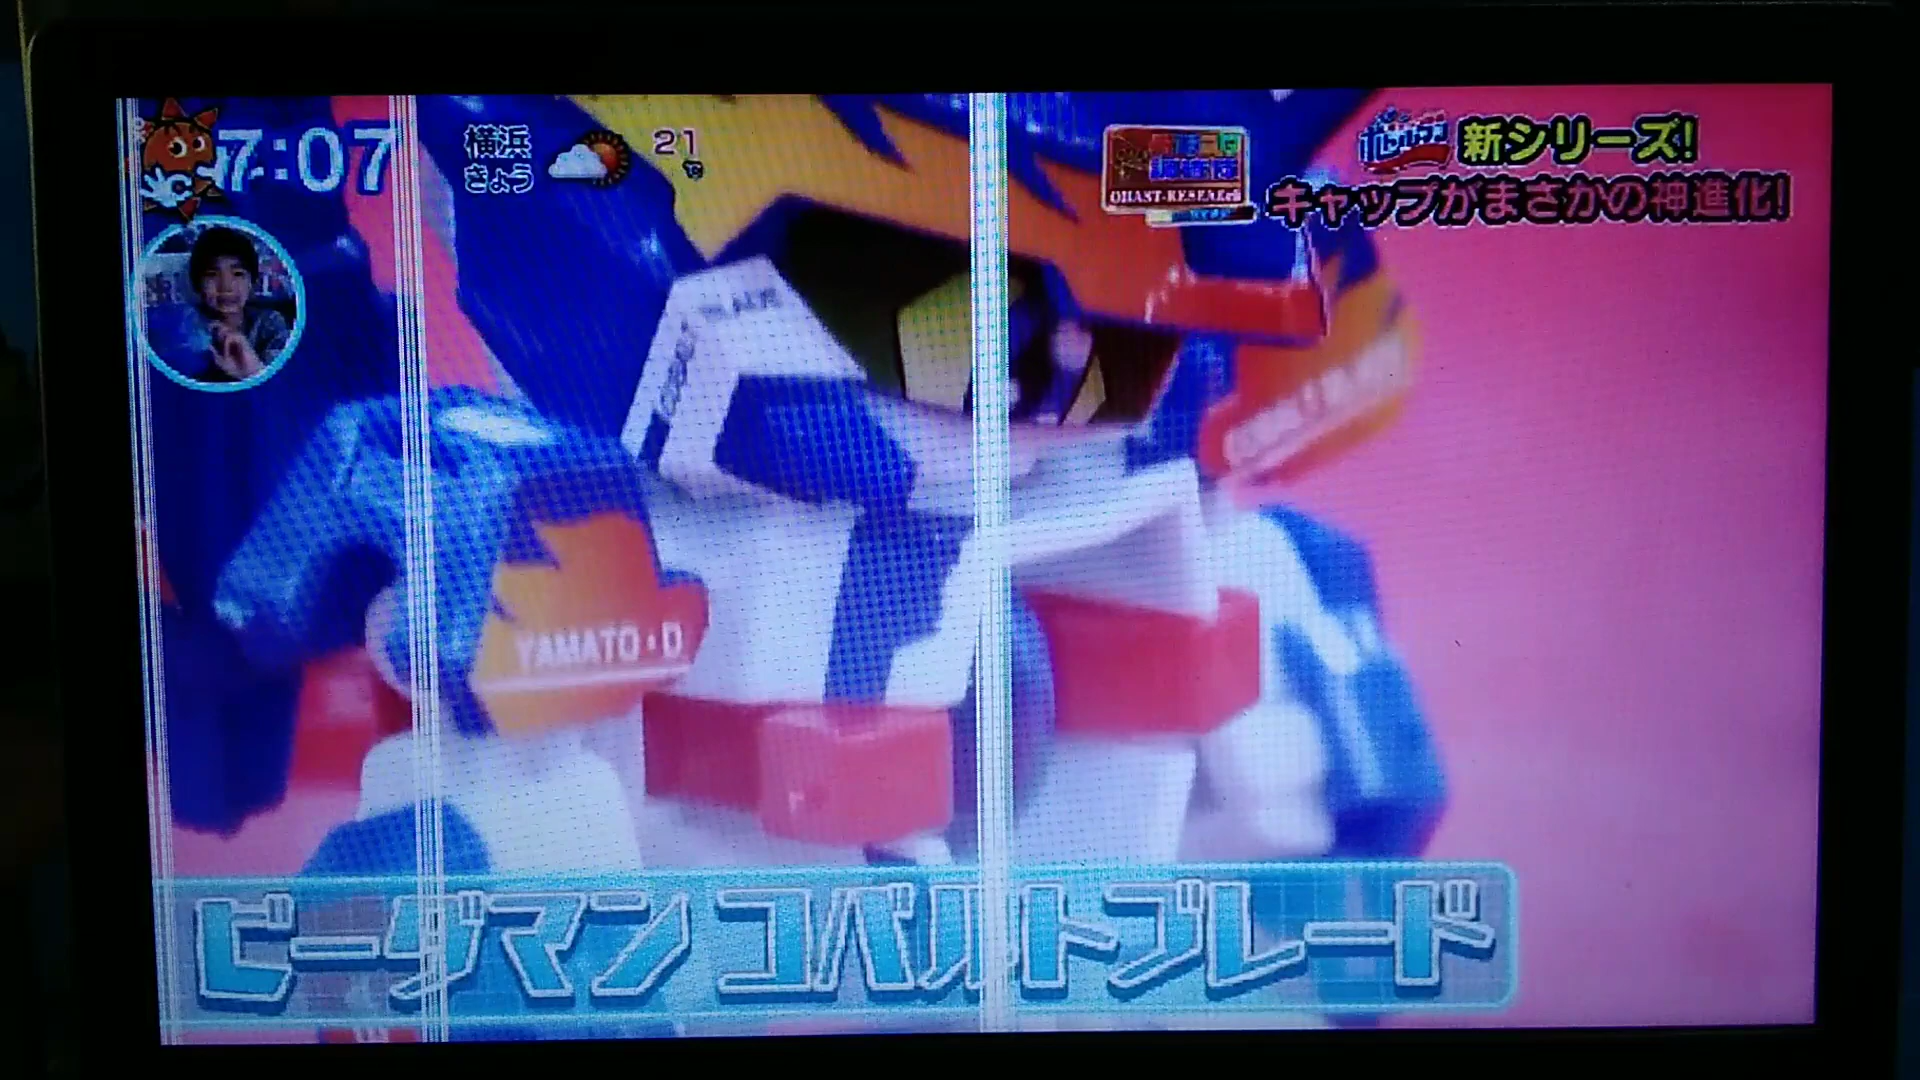 7:07
横浜
きょう
21
℃
OHAST-RESEARch
新シリーズ!
キャップがまさかの神進化!
YAMATO・D
ビーダマン コバルトブレード